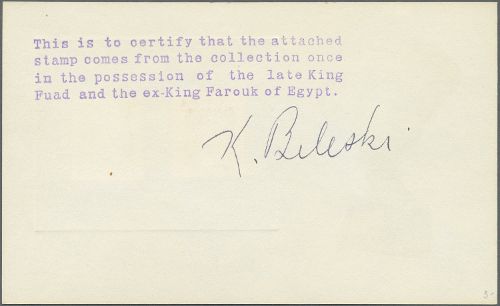 This is to certify that the attached
stamp comes from the collection once
in the possession of the late King
Fuad and the ex-King Farouk of Egypt.
K. Bileski